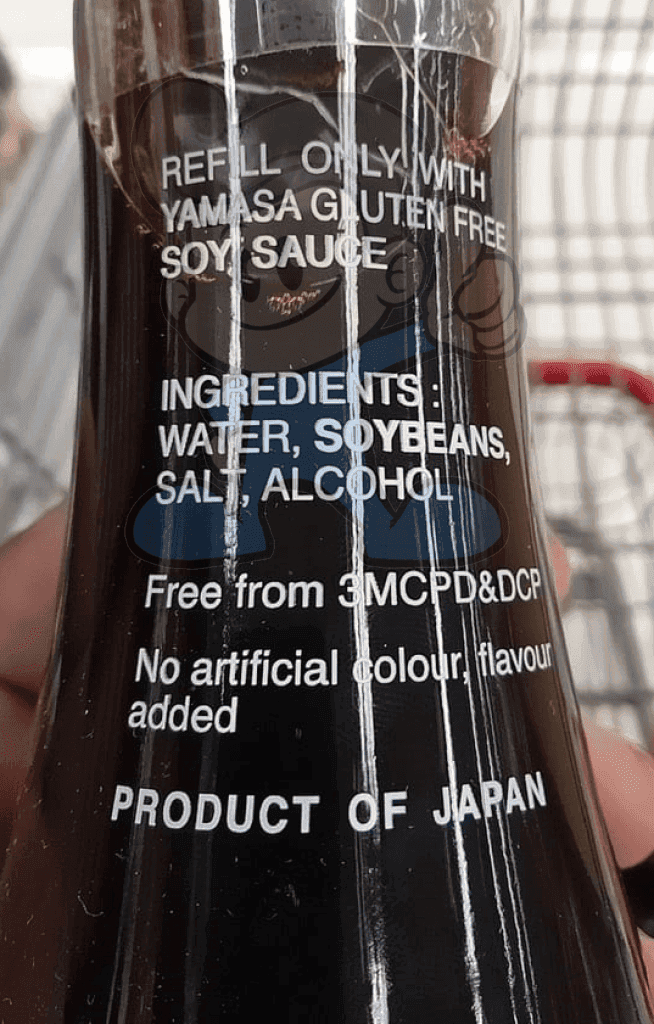 REFILL ONLY WITH
YAMASA GLUTEN FREE
SOY SAUCE
INGREDIENTS :
WATER, SOYBEANS,
SALT, ALCOHOL
Free from 3MCPD&DCP
No artificial colour, flavour
added
PRODUCT OF JAPAN